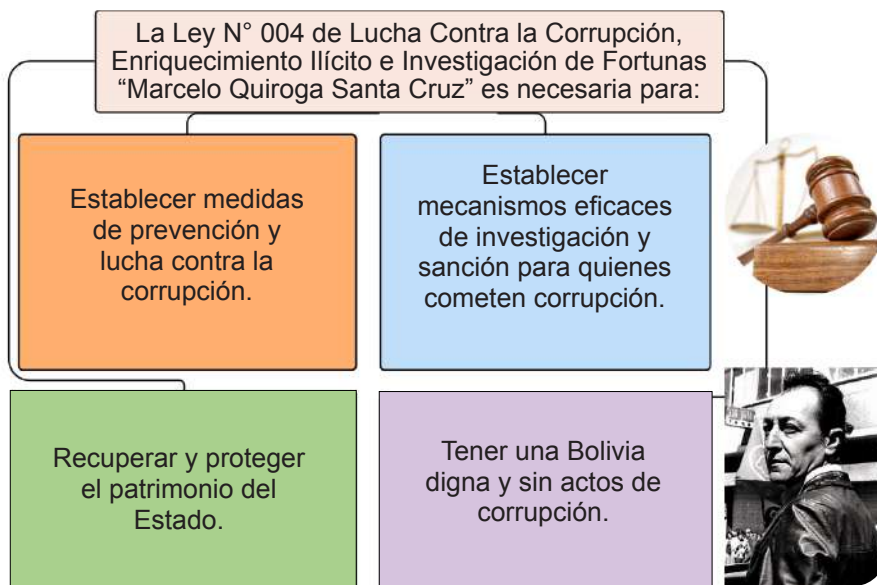 La Ley N° 004 de Lucha Contra la Corrupción,
Enriquecimiento Ilícito e Investigación de Fortunas
“Marcelo Quiroga Santa Cruz” es necesaria para:
Establecer medidas
de prevención y
lucha contra la
corrupción.
Establecer
mecanismos eficaces
de investigación y
sanción para quienes
cometen corrupción.
Recuperar y proteger
el patrimonio del
Estado.
Tener una Bolivia
digna y sin actos de
corrupción.